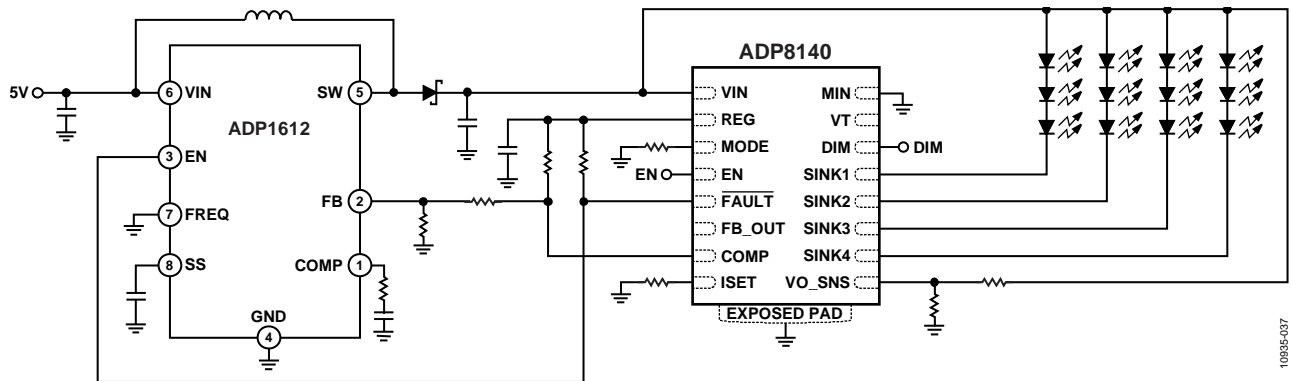 ADP8140
5V
6 VIN
SW 5
ADP1612
3 EN
7 FREQ
FB 2
8 SS
COMP 1
GND
4
VIN
REG
MODE
EN
EN
FAULT
FB_OUT
COMP
ISET
MIN
VT
DIM
DIM
SINK1
SINK2
SINK3
SINK4
VO_SNS
EXPOSED PAD
10935-037